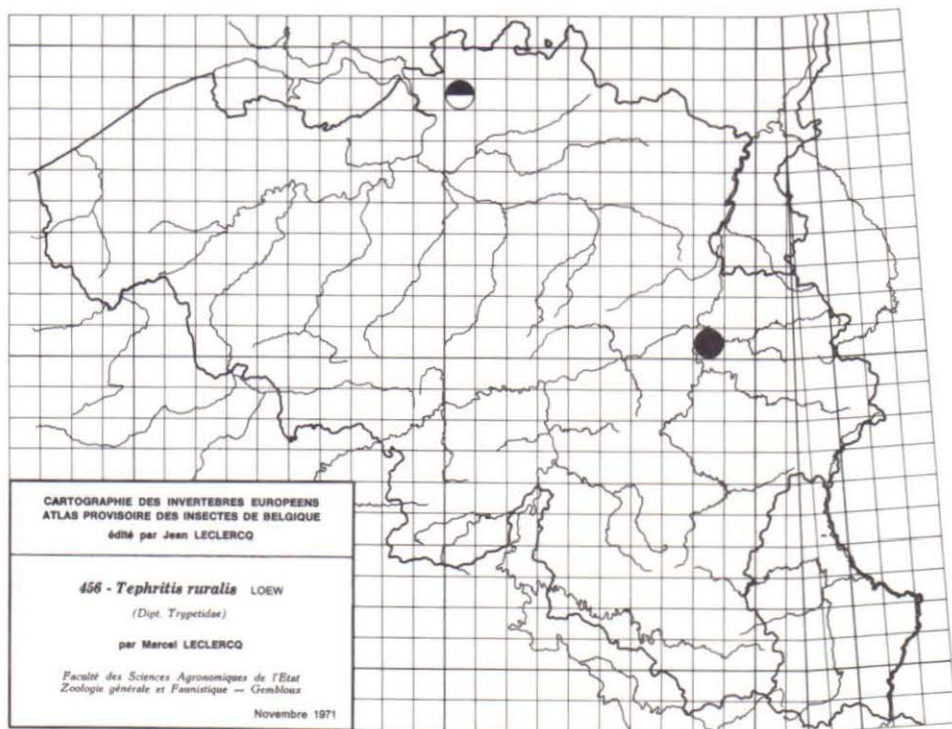 CARTOGRAPHIE DES INVERTEBRES EUROPEENS
ATLAS PROVISOIRE DES INSECTES DE BELGIQUE
édité par Jean LECLERCQ
456 - Tephritis ruralis LOEW
(Dipt. Trypetidae)
par Marcel LECLERCQ
Faculté des Sciences Agronomiques de l'Etat
Zoologie générale et Faunistique — Gembloux
Novembre 1971